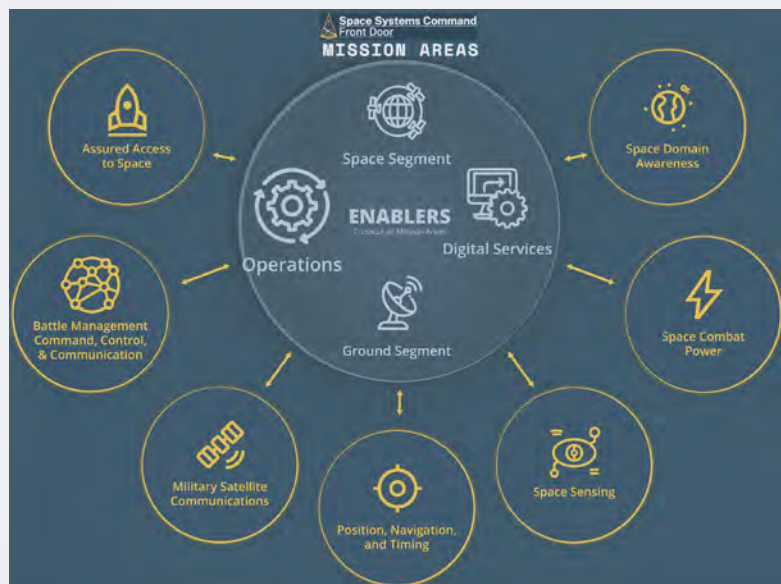 Space Systems Command
Front Door
MISSION AREAS
Assured Access
to Space
Space Segment
Space Domain
Awareness
ENABLERS
Mission Areas
Operations
Digital Services
Battle Management
Command, Control,
& Communication
Ground Segment
Space Combat
Power
Military Satellite
Communications
Position, Navigation,
and Timing
Space Sensing